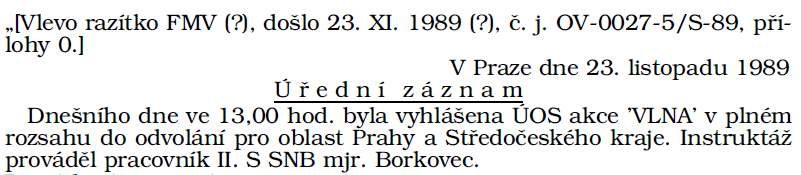 „[Vlevo razítko FMV (?), došlo 23. XI. 1989 (?), č. j. OV-0027-5/S-89, pří-
lohy 0.]
V Praze dne 23. listopadu 1989
Ú ř e d n í  z á z n a m
Dnešního dne ve 13,00 hod. byla vyhlášena ÚOS akce 'VLNA' v plném
rozsahu do odvolání pro oblast Prahy a Středočeského kraje. Instruktáž
prováděl pracovník II. S SNB mjr. Borkovec.